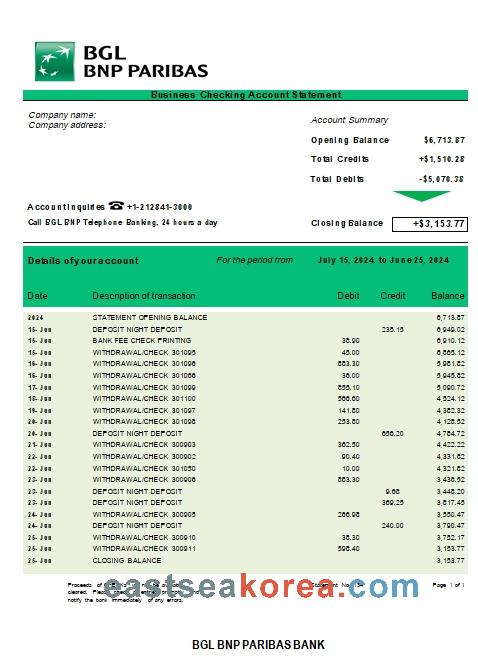 BGL
BNP PARIBAS
Business Checking Account Statement
Company name:
Company address:
Account Summary
Opening Balance $6,713.87
Total Credits +$1,510.28
Total Debits -$5,070.38
Account Inquiries ☎ +1-212841-3000
Call BGL BNP Telephone Banking, 24 hours a day
Closing Balance +$3,153.77
Details of your account For the period from July 15, 2024, to June 25, 2024
Date Description of transaction Debit Credit Balance
2024 STATEMENT OPENING BALANCE 6,713.87
15- Jun DEPOSIT NIGHT DEPOSIT 235.15 6,949.02
15- Jun BANK FEE CHECK PRINTING 38.90 6,910.12
15- Jun WITHDRAWAL/CHECK 301095 45.00 6,865.12
16- Jun WITHDRAWAL/CHECK 301096 883.30 5,981.82
16- Jun WITHDRAWAL/CHECK 301066 36.00 5,945.82
17- Jun WITHDRAWAL/CHECK 301099 855.10 5,090.72
18- Jun WITHDRAWAL/CHECK 301100 566.60 4,524.12
19- Jun WITHDRAWAL/CHECK 301097 141.80 4,382.32
20- Jun WITHDRAWAL/CHECK 301098 253.80 4,128.52
20- Jun DEPOSIT NIGHT DEPOSIT 656.20 4,784.72
21- Jun WITHDRAWAL/CHECK 300903 362.50 4,422.22
22- Jun WITHDRAWAL/CHECK 300902 90.40 4,331.82
22- Jun WITHDRAWAL/CHECK 301050 10.00 4,321.82
22- Jun WITHDRAWAL/CHECK 300906 883.30 3,438.52
23- Jun DEPOSIT NIGHT DEPOSIT 9.68 3,448.20
23- Jun DEPOSIT NIGHT DEPOSIT 369.25 3,817.45
24- Jun WITHDRAWAL/CHECK 300905 266.98 3,550.47
24- Jun DEPOSIT NIGHT DEPOSIT 240.00 3,790.47
25- Jun WITHDRAWAL/CHECK 300910 38.30 3,752.17
25- Jun WITHDRAWAL/CHECK 300911 598.40 3,153.77
25- Jun CLOSING BALANCE 3,153.77
Proceeds of Statement No. Page 1 of 1
cleared. Please
notify the bank immediately of any errors.
eastseakorea.com
BGL BNP PARIBAS BANK